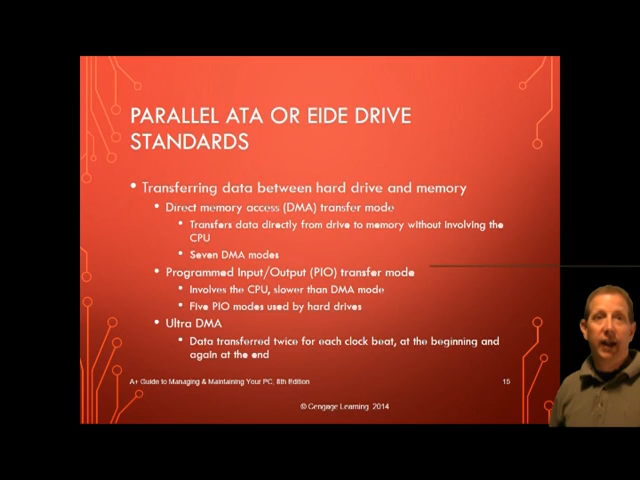 PARALLEL ATA OR EIDE DRIVE
STANDARDS
• Transferring data between hard drive and memory
• Direct memory access (DMA) transfer mode
• Transfers data directly from drive to memory without involving the
CPU
• Seven DMA modes
• Programmed Input/Output (PIO) transfer mode
• Involves the CPU, slower than DMA mode
• Five PIO modes used by hard drives
• Ultra DMA
• Data transferred twice for each clock beat, at the beginning and
again at the end
A+ Guide to Managing & Maintaining Your PC, 8th Edition 15
© Cengage Learning 2014